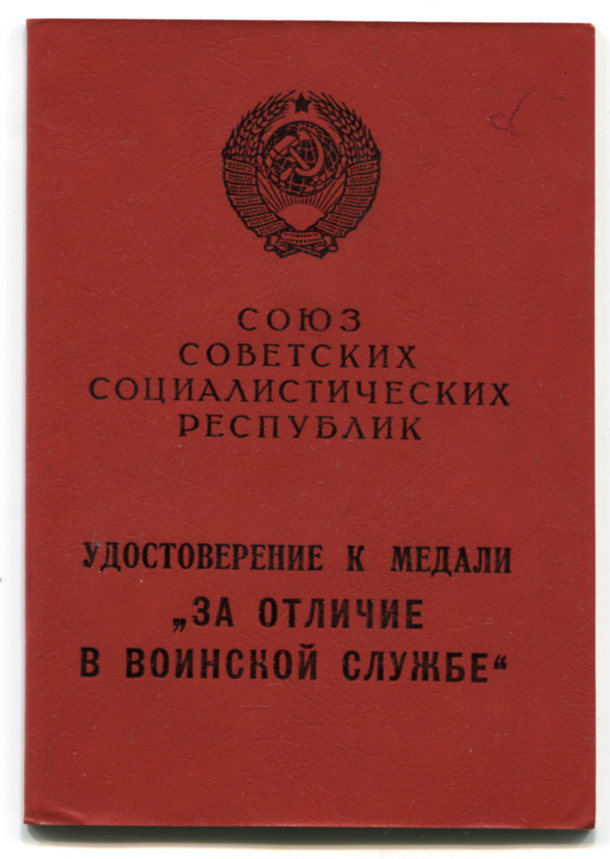 СОЮЗ
СОВЕТСКИХ
СОЦИАЛИСТИЧЕСКИХ
РЕСПУБЛИК
УДОСТОВЕРЕНИЕ К МЕДАЛИ
„ЗА ОТЛИЧИЕ
В ВОИНСКОЙ СЛУЖБЕ“